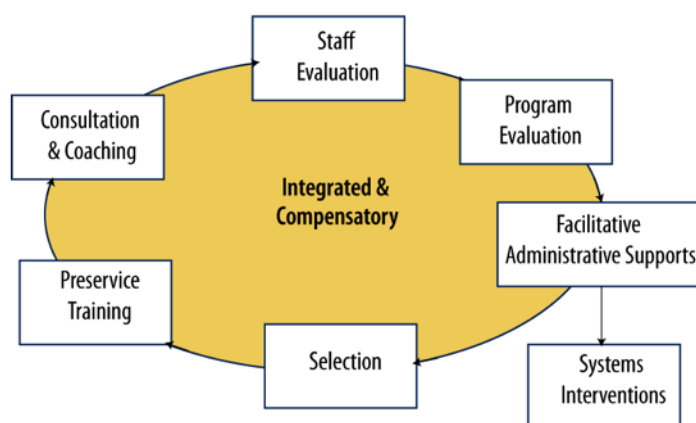 Staff
Evaluation
Program
Evaluation
Consultation
& Coaching
Integrated &
Compensatory
Facilitative
Administrative Supports
Preservice
Training
Selection
Systems
Interventions